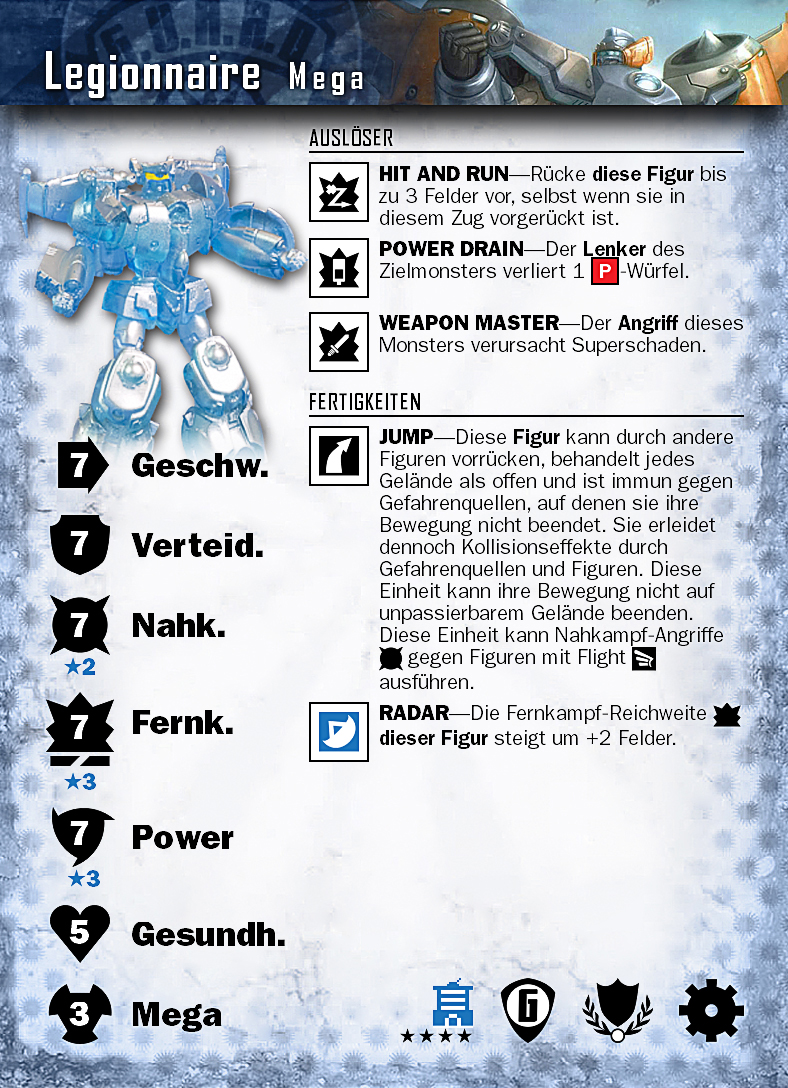 Legionnaire Mega
AUSLÖSER
HIT AND RUN—Rücke diese Figur bis
zu 3 Felder vor, selbst wenn sie in
diesem Zug vorgerückt ist.
POWER DRAIN—Der Lenker des
Zielmonsters verliert 1 P-Würfel.
WEAPON MASTER—Der Angriff dieses
Monsters verursacht Superschaden.
FERTIGKEITEN
JUMP—Diese Figur kann durch andere
Figuren vorrücken, behandelt jedes
Gelände als offen und ist immun gegen
Gefahrenquellen, auf denen sie ihre
Bewegung nicht beendet. Sie erleidet
dennoch Kollisionseffekte durch
Gefahrenquellen und Figuren. Diese
Einheit kann ihre Bewegung nicht auf
unpassierbarem Gelände beenden.
Diese Einheit kann Nahkampf-Angriffe
gegen Figuren mit Flight
ausführen.
RADAR—Die Fernkampf-Reichweite
dieser Figur steigt um +2 Felder.
7 Geschw.
7 Verteid.
7 Nahk.
★2
7 Fernk.
★3
7 Power
★3
5 Gesundh.
3 Mega
★★★★
G